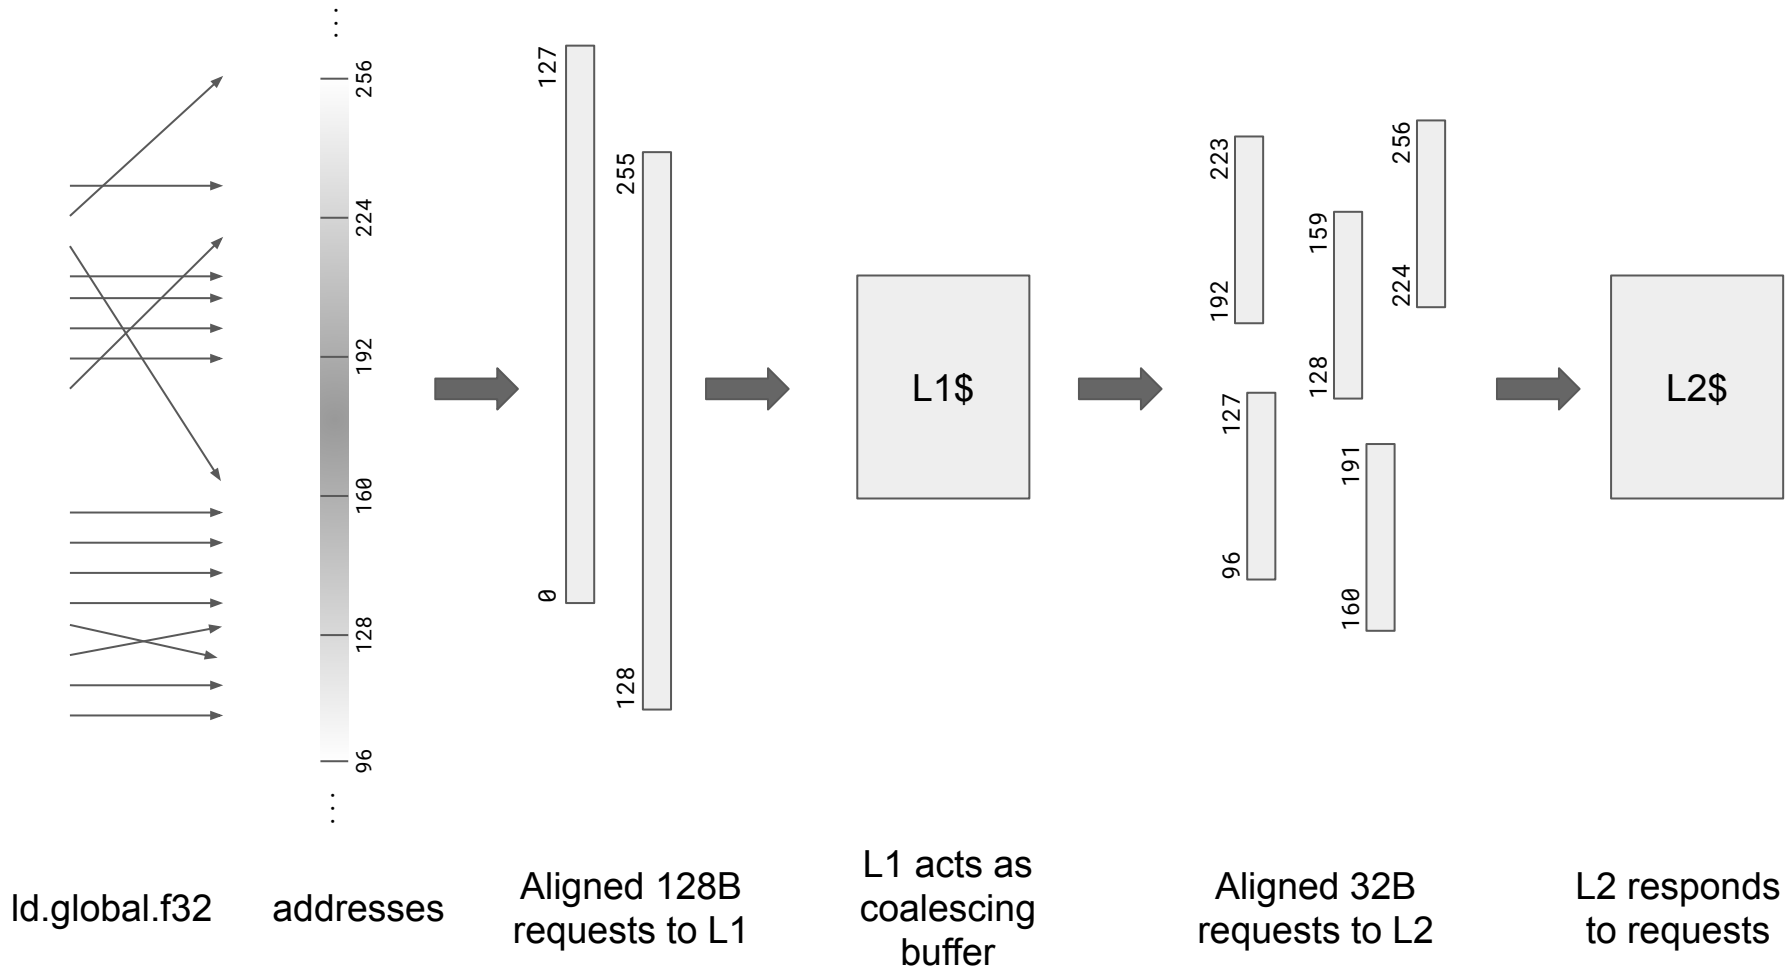 256
224
192
160
128
96
127
0
255
128
L1$
223
192
159
128
256
224
127
96
191
160
L2$
ld.global.f32
addresses
Aligned 128B
requests to L1
L1 acts as
coalescing
buffer
Aligned 32B
requests to L2
L2 responds
to requests